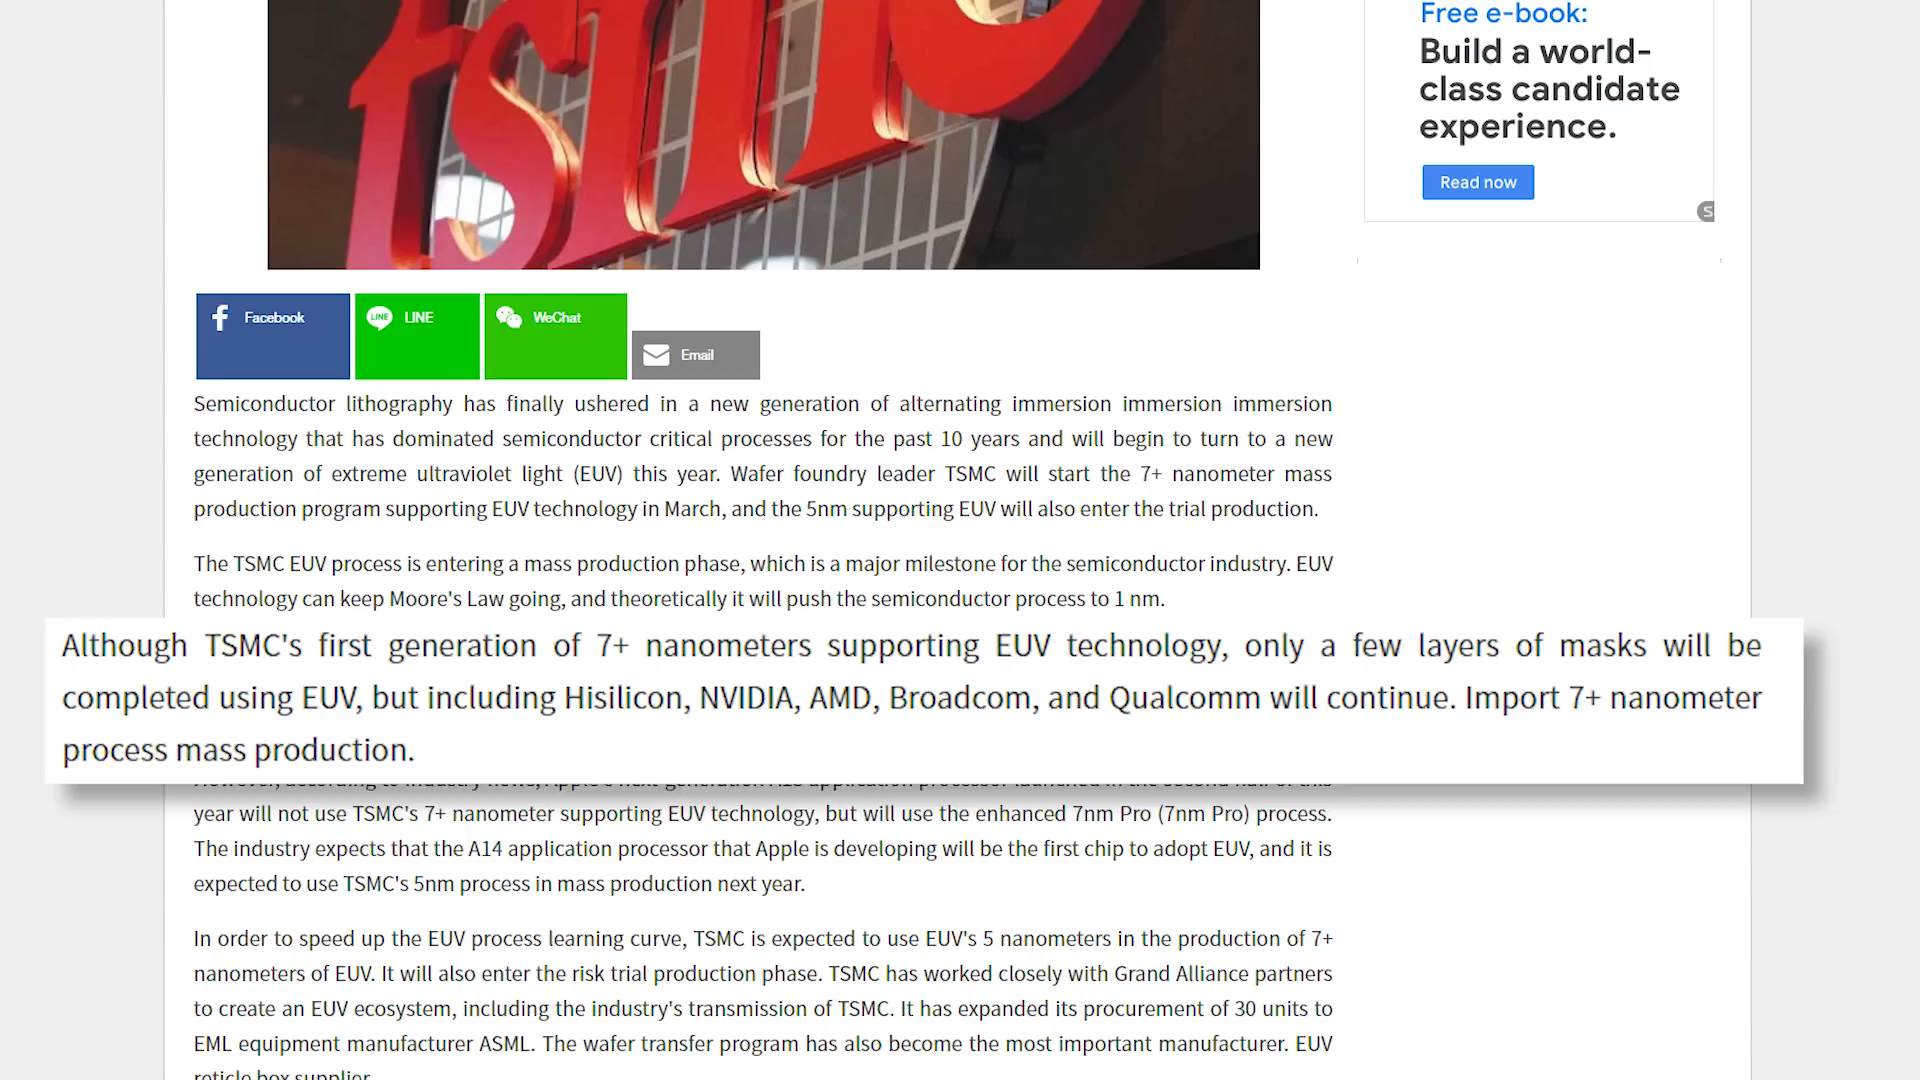 tsmc
Free e-book:
Build a world-
class candidate
experience.
Read now
Facebook
LINE
LINE
WeChat
Email
Semiconductor lithography has finally ushered in a new generation of alternating immersion immersion immersion
technology that has dominated semiconductor critical processes for the past 10 years and will begin to turn to a new
generation of extreme ultraviolet light (EUV) this year. Wafer foundry leader TSMC will start the 7+ nanometer mass
production program supporting EUV technology in March, and the 5nm supporting EUV will also enter the trial production.
The TSMC EUV process is entering a mass production phase, which is a major milestone for the semiconductor industry. EUV
technology can keep Moore's Law going, and theoretically it will push the semiconductor process to 1 nm.
Although TSMC's first generation of 7+ nanometers supporting EUV technology, only a few layers of masks will be
completed using EUV, but including Hisilicon, NVIDIA, AMD, Broadcom, and Qualcomm will continue. Import 7+ nanometer
process mass production.
year will not use TSMC's 7+ nanometer supporting EUV technology, but will use the enhanced 7nm Pro (7nm Pro) process.
The industry expects that the A14 application processor that Apple is developing will be the first chip to adopt EUV, and it is
expected to use TSMC's 5nm process in mass production next year.
In order to speed up the EUV process learning curve, TSMC is expected to use EUV's 5 nanometers in the production of 7+
nanometers of EUV. It will also enter the risk trial production phase. TSMC has worked closely with Grand Alliance partners
to create an EUV ecosystem, including the industry's transmission of TSMC. It has expanded its procurement of 30 units to
EML equipment manufacturer ASML. The wafer transfer program has also become the most important manufacturer. EUV
reticle box supplier